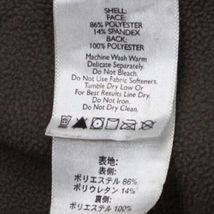 SHELL:
FACE:
86% POLYESTER
14% SPANDEX
BACK:
100% POLYESTER
Machine Wash Warm
Delicate Separately.
Do Not Bleach.
Do Not Use Fabric Softeners.
Tumble Dry Low Or
For Best Results Line Dry.
Do Not Iron.
Do Not Dry Clean.
表地:
表側:
ポリエステル 86%
ポリウレタン 14%
裏側:
ポリエステル 100%